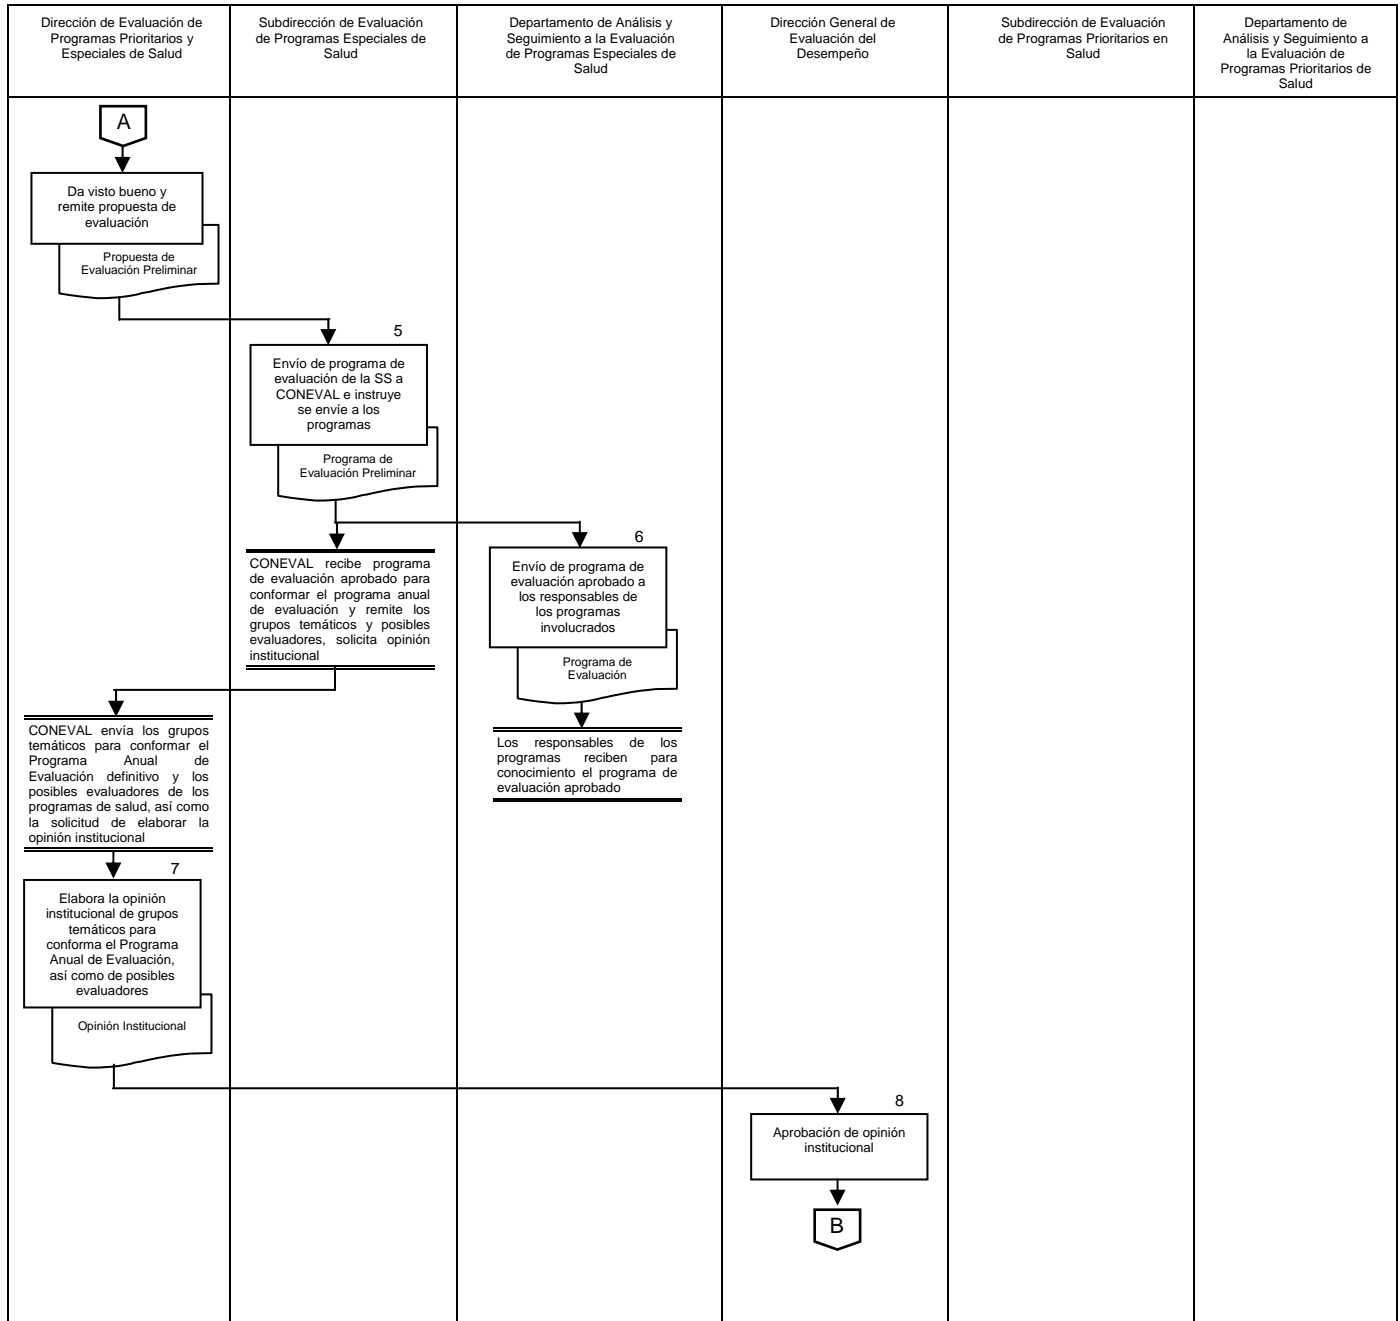 Dirección de Evaluación de
Programas Prioritarios y
Especiales de Salud
Subdirección de Evaluación
de Programas Especiales de
Salud
Departamento de Análisis y
Seguimiento a la Evaluación
de Programas Especiales de
Salud
Dirección General de
Evaluación del
Desempeño
Subdirección de Evaluación
de Programas Prioritarios en
Salud
Departamento de
Análisis y Seguimiento a
la Evaluación de
Programas Prioritarios de
Salud
A
Da visto bueno y
remite propuesta de
evaluación
Propuesta de
Evaluación Preliminar
5
Envío de programa de
evaluación de la SS a
CONEVAL e instruye
se envíe a los
programas
Programa de
Evaluación Preliminar
CONEVAL recibe programa
de evaluación aprobado para
conformar el programa anual
de evaluación y remite los
grupos temáticos y posibles
evaluadores, solicita opinión
institucional
6
Envío de programa de
evaluación aprobado a
los responsables de
los programas
involucrados
Programa de
Evaluación
Los responsables de los
programas reciben para
conocimiento el programa de
evaluación aprobado
CONEVAL envía los grupos
temáticos para conformar el
Programa Anual de
Evaluación definitivo y los
posibles evaluadores de los
programas de salud, así como
la solicitud de elaborar la
opinión institucional
7
Elabora la opinión
institucional de grupos
temáticos para
conforma el Programa
Anual de Evaluación,
así como de posibles
evaluadores
Opinión Institucional
8
Aprobación de opinión
institucional
B